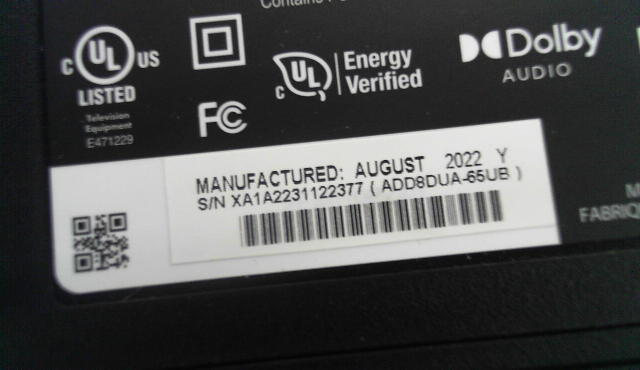 Contains
C UL US
LISTED
Television
Equipment
E471229
FC
C UL
Energy
Verified
Dolby
AUDIO
MANUFACTURED: AUGUST 2022 Y
S/N XA1A2231122377 ( ADD8DUA-65UB )
M
FABRIQ